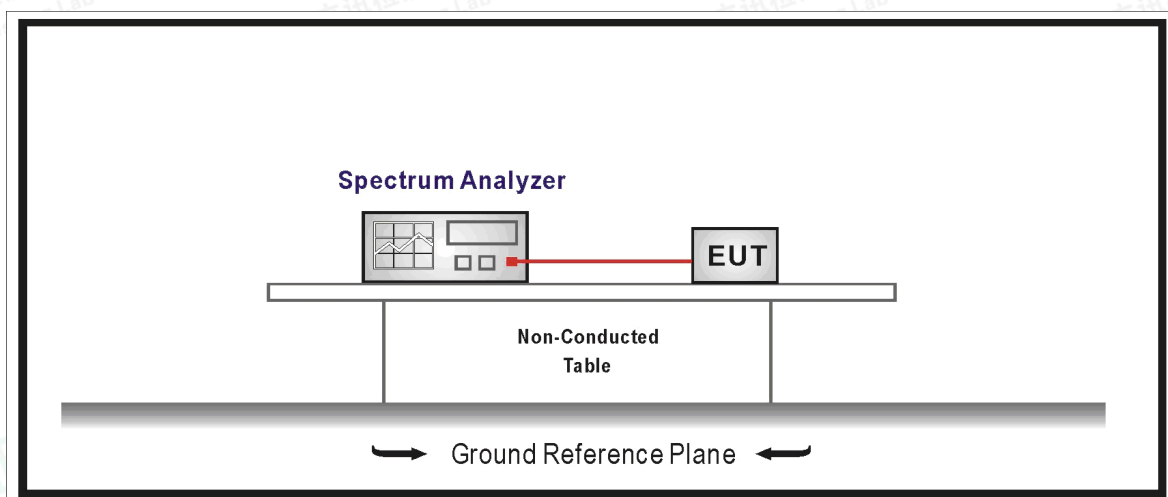 Spectrum Analyzer
EUT
Non-Conducted
Table
Ground Reference Plane